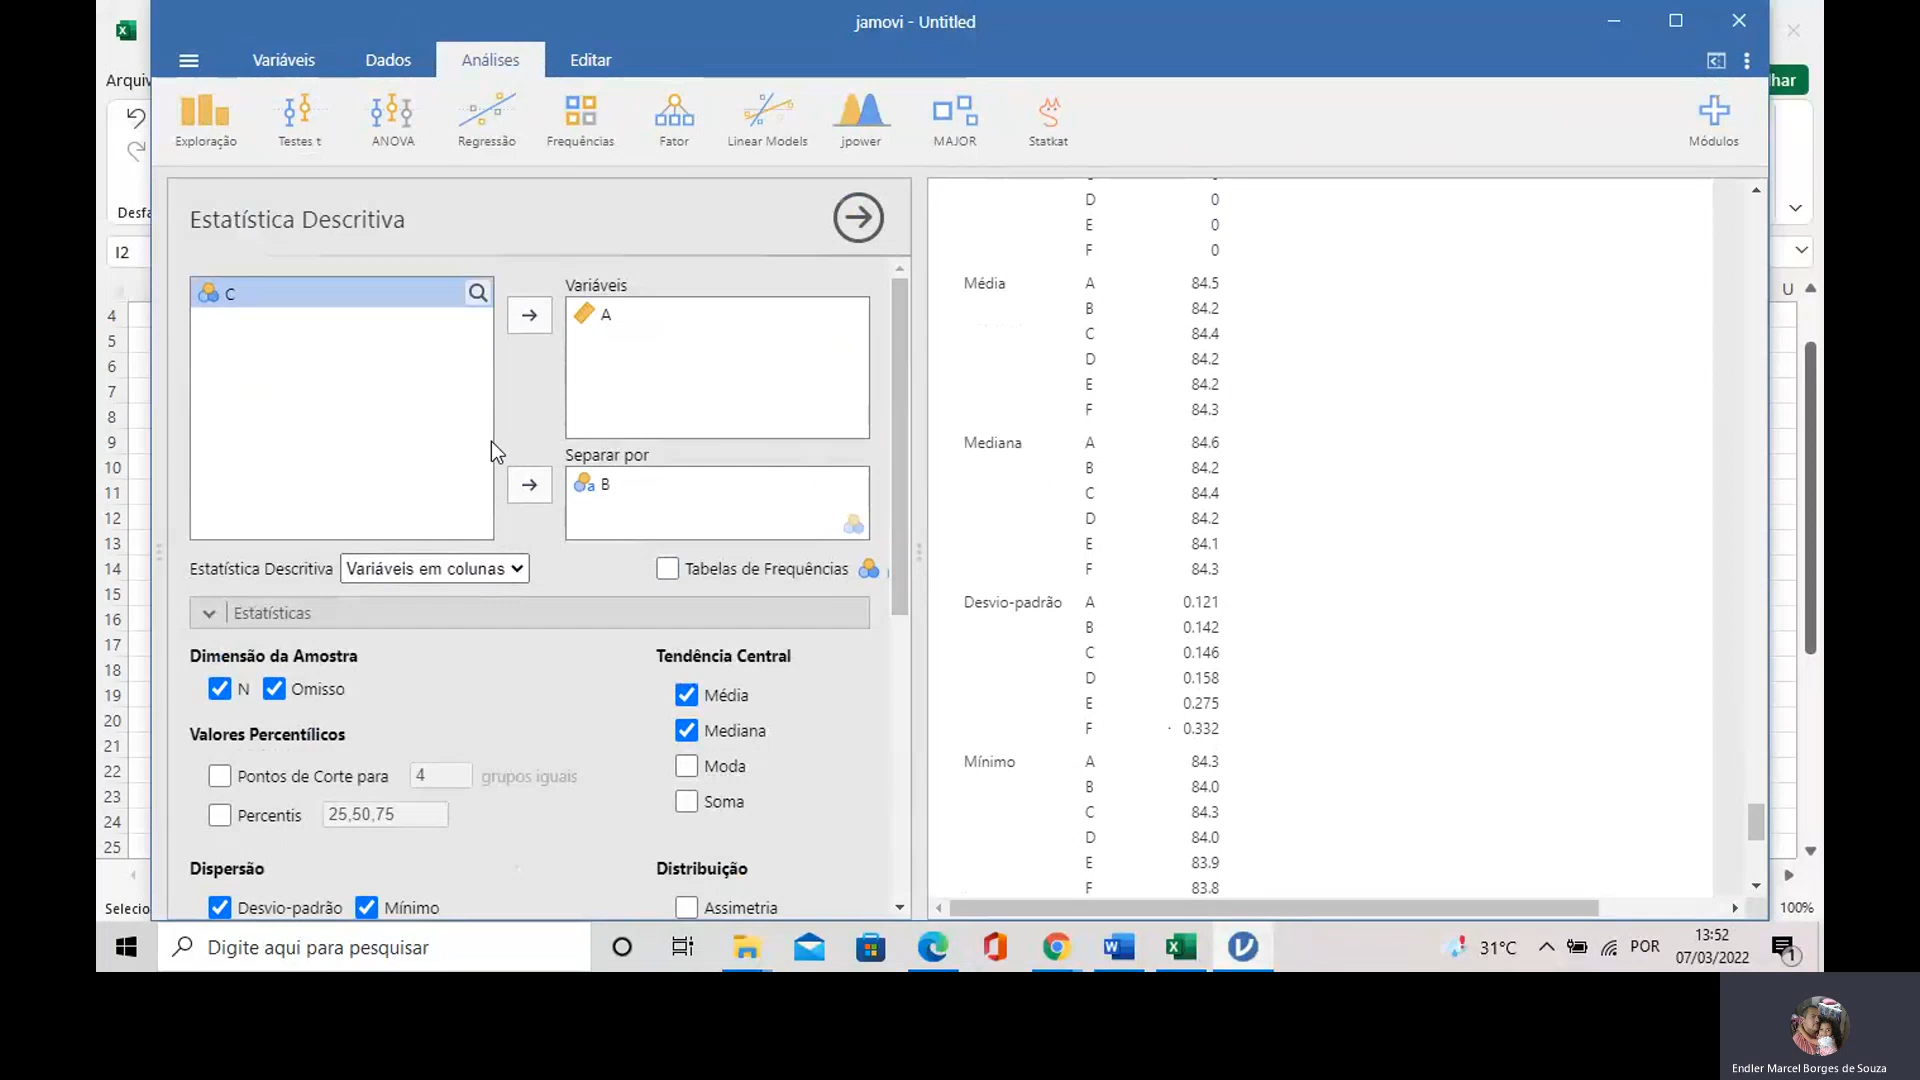 jamovi - Untitled
Variáveis Dados Análises Editar
Exploração Testes t ANOVA Regressão Frequências Fator Linear Models jpower MAJOR Statkat Módulos
Arquiv
har
Desfa
I2
Estatística Descritiva
C
Variáveis
A
Separar por
B
Estatística Descritiva Variáveis em colunas Tabelas de Frequências
Estatísticas
Dimensão da Amostra
N Omisso
Valores Percentílicos
Pontos de Corte para 4 grupos iguais
Percentis 25,50,75
Dispersão
Desvio-padrão Mínimo
Tendência Central
Média
Mediana
Moda
Soma
Distribuição
Assimetria
D 0
E 0
F 0
Média A 84.5
B 84.2
C 84.4
D 84.2
E 84.2
F 84.3
Mediana A 84.6
B 84.2
C 84.4
D 84.2
E 84.1
F 84.3
Desvio-padrão A 0.121
B 0.142
C 0.146
D 0.158
E 0.275
F 0.332
Mínimo A 84.3
B 84.0
C 84.3
D 84.0
E 83.9
F 83.8
U
4
5
6
7
8
9
10
11
12
13
14
15
16
17
18
19
20
21
22
23
24
25
Selecio
100%
Digite aqui para pesquisar
31°C POR
13:52
07/03/2022
1
Endler Marcel Borges de Souza